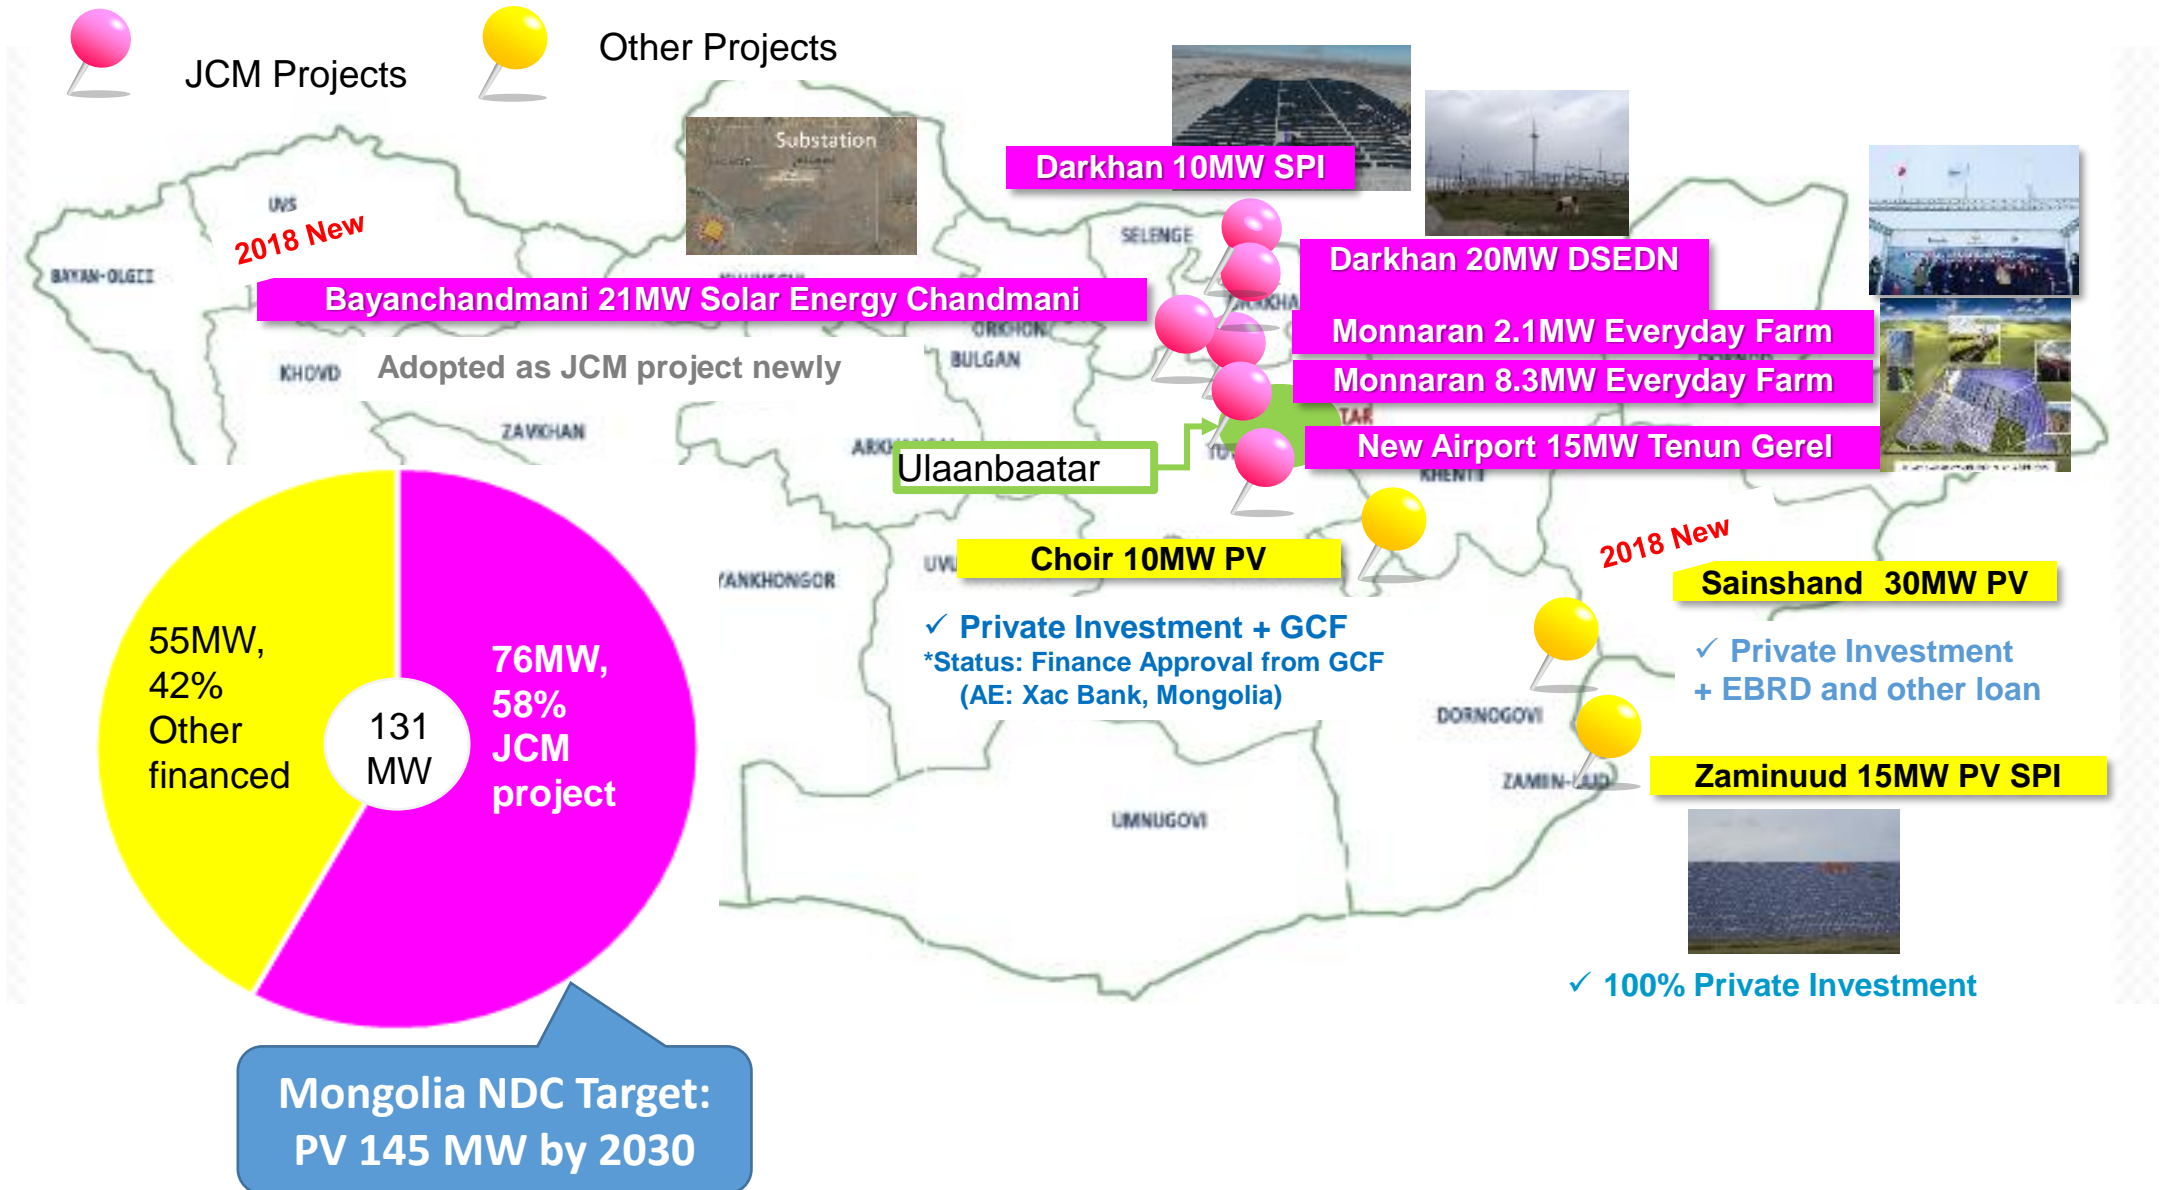 JCM Projects
Other Projects
Substation
Darkhan 10MW SPI
UVS
2018 New
SELENGE
BAYAN-OLGII
Darkhan 20MW DSEDN
Bayanchandmani 21MW Solar Energy Chandmani
ORKHON
Monnaran 2.1MW Everyday Farm
Adopted as JCM project newly
KHOVD
BULGAN
Monnaran 8.3MW Everyday Farm
ZAVKHAN
New Airport 15MW Tenun Gerel
Ulaanbaatar
KHENTII
Choir 10MW PV
2018 New
YANKHONGOR
Sainshand 30MW PV
✓ Private Investment + GCF
*Status: Finance Approval from GCF
(AE: Xac Bank, Mongolia)
✓ Private Investment
+ EBRD and other loan
55MW,
42%
Other
financed
76MW,
58%
JCM
project
131
MW
DORNOGOVI
ZAMIIN-UUD
Zaminuud 15MW PV SPI
UMNUGOVI
✓ 100% Private Investment
Mongolia NDC Target:
PV 145 MW by 2030